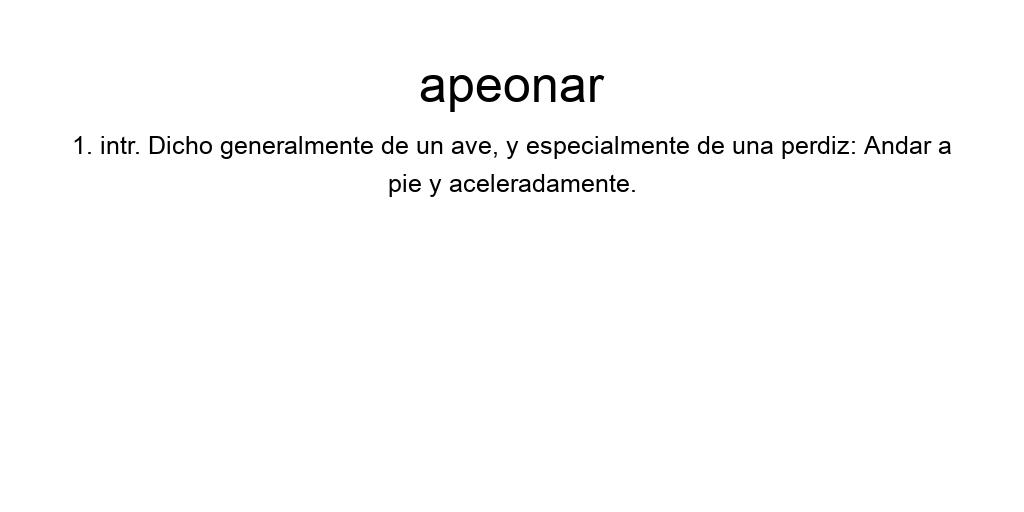 apeonar
1. intr. Dicho generalmente de un ave, y especialmente de una perdiz: Andar a
pie y aceleradamente.